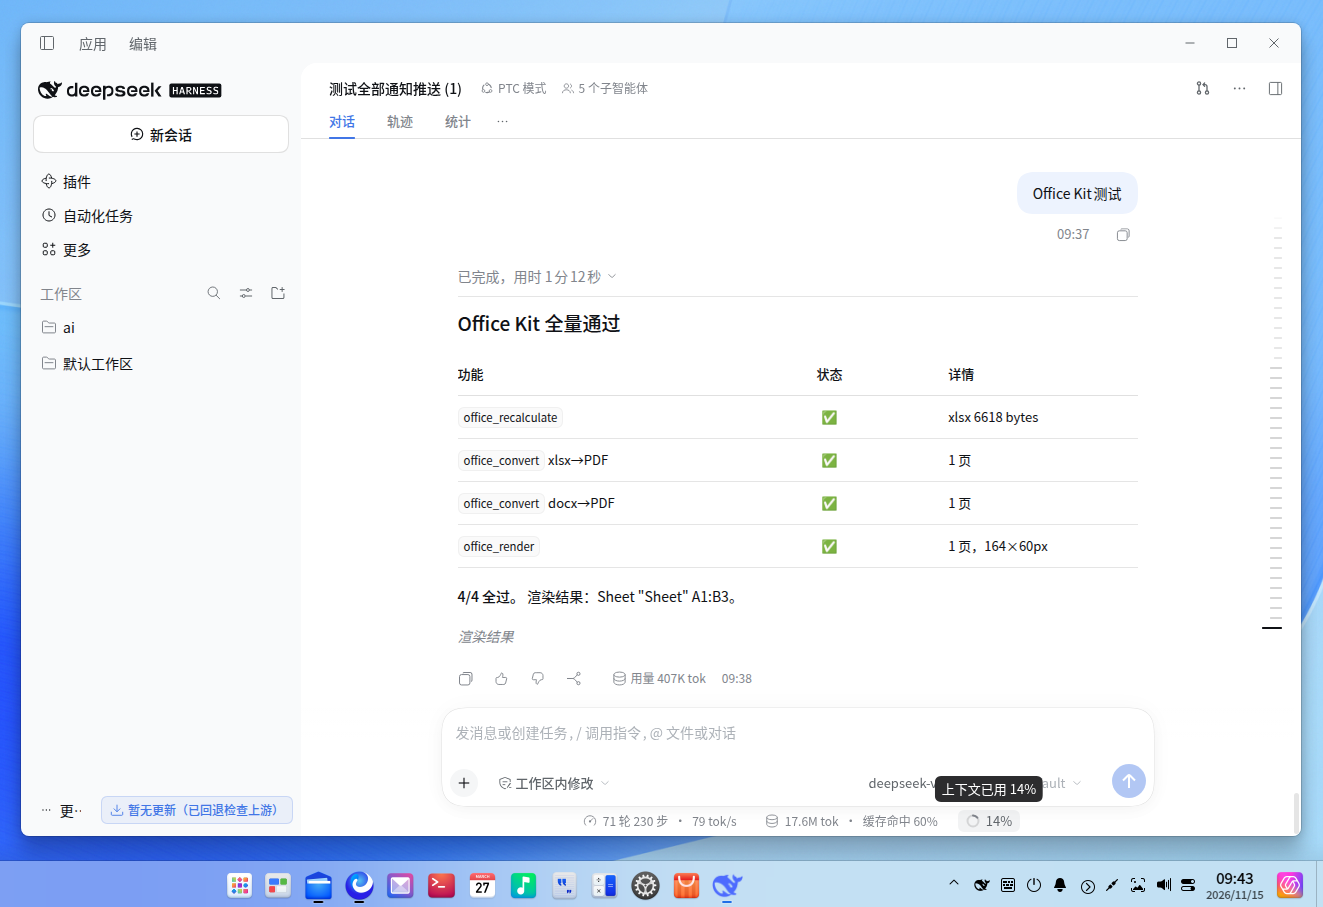 应用 编辑
deepseek HARNESS
新会话
插件
自动化任务
更多
工作区
ai
默认工作区
更··
暂无更新（已回退检查上游）
测试全部通知推送 (1) PTC 模式 5 个子智能体
对话 轨迹 统计 ···
Office Kit 测试
09:37
已完成，用时 1 分 12 秒
Office Kit 全量通过
功能 状态 详情
office_recalculate ✅ xlsx 6618 bytes
office_convert xlsx→PDF ✅ 1 页
office_convert docx→PDF ✅ 1 页
office_render ✅ 1 页，164×60px
4/4 全过。 渲染结果：Sheet "Sheet" A1:B3。
渲染结果
用量 407K tok 09:38
发消息或创建任务, / 调用指令, @ 文件或对话
工作区内修改 deepseek-v ault
上下文已用 14%
71 轮 230 步 · 79 tok/s 17.6M tok · 缓存命中 60% 14%
MARCH
27
09:43
2026/11/15